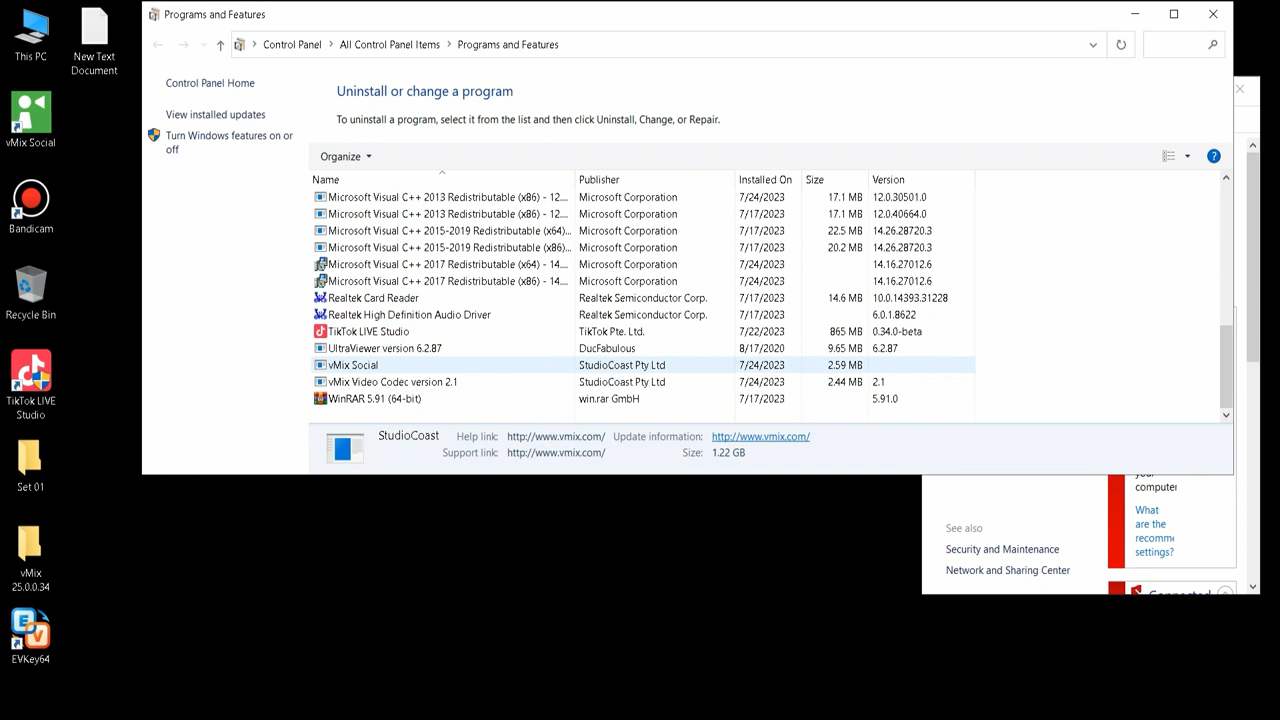 Programs and Features
Control Panel
All Control Panel Items
Programs and Features
Control Panel Home
View installed updates
Turn Windows features on or
off
Uninstall or change a program
To uninstall a program, select it from the list and then click Uninstall, Change, or Repair.
Organize
Name Publisher Installed On Size Version
Microsoft Visual C++ 2013 Redistributable (x86) - 12.... Microsoft Corporation 7/24/2023 17.1 MB 12.0.30501.0
Microsoft Visual C++ 2013 Redistributable (x86) - 12.... Microsoft Corporation 7/17/2023 17.1 MB 12.0.40664.0
Microsoft Visual C++ 2015-2019 Redistributable (x64)... Microsoft Corporation 7/17/2023 22.5 MB 14.26.28720.3
Microsoft Visual C++ 2015-2019 Redistributable (x86)... Microsoft Corporation 7/17/2023 20.2 MB 14.26.28720.3
Microsoft Visual C++ 2017 Redistributable (x64) - 14.... Microsoft Corporation 7/24/2023 14.16.27012.6
Microsoft Visual C++ 2017 Redistributable (x86) - 14.... Microsoft Corporation 7/24/2023 14.16.27012.6
Realtek Card Reader Realtek Semiconductor Corp. 7/17/2023 14.6 MB 10.0.14393.31228
Realtek High Definition Audio Driver Realtek Semiconductor Corp. 7/17/2023 6.0.1.8622
TikTok LIVE Studio TikTok Pte. Ltd. 7/22/2023 865 MB 0.34.0-beta
UltraViewer version 6.2.87 DucFabulous 8/17/2020 9.65 MB 6.2.87
vMix Social StudioCoast Pty Ltd 7/24/2023 2.59 MB
vMix Video Codec version 2.1 StudioCoast Pty Ltd 7/24/2023 2.44 MB 2.1
WinRAR 5.91 (64-bit) win.rar GmbH 7/17/2023 5.91.0
StudioCoast Help link: http://www.vmix.com/ Update information: http://www.vmix.com/
Support link: http://www.vmix.com/ Size: 1.22 GB
This PC
New Text
Document
vMix Social
Bandicam
Recycle Bin
TikTok LIVE
Studio
Set 01
vMix
25.0.0.34
EVKey64
See also
Security and Maintenance
Network and Sharing Center
computer
What
are the
recomme
settings?